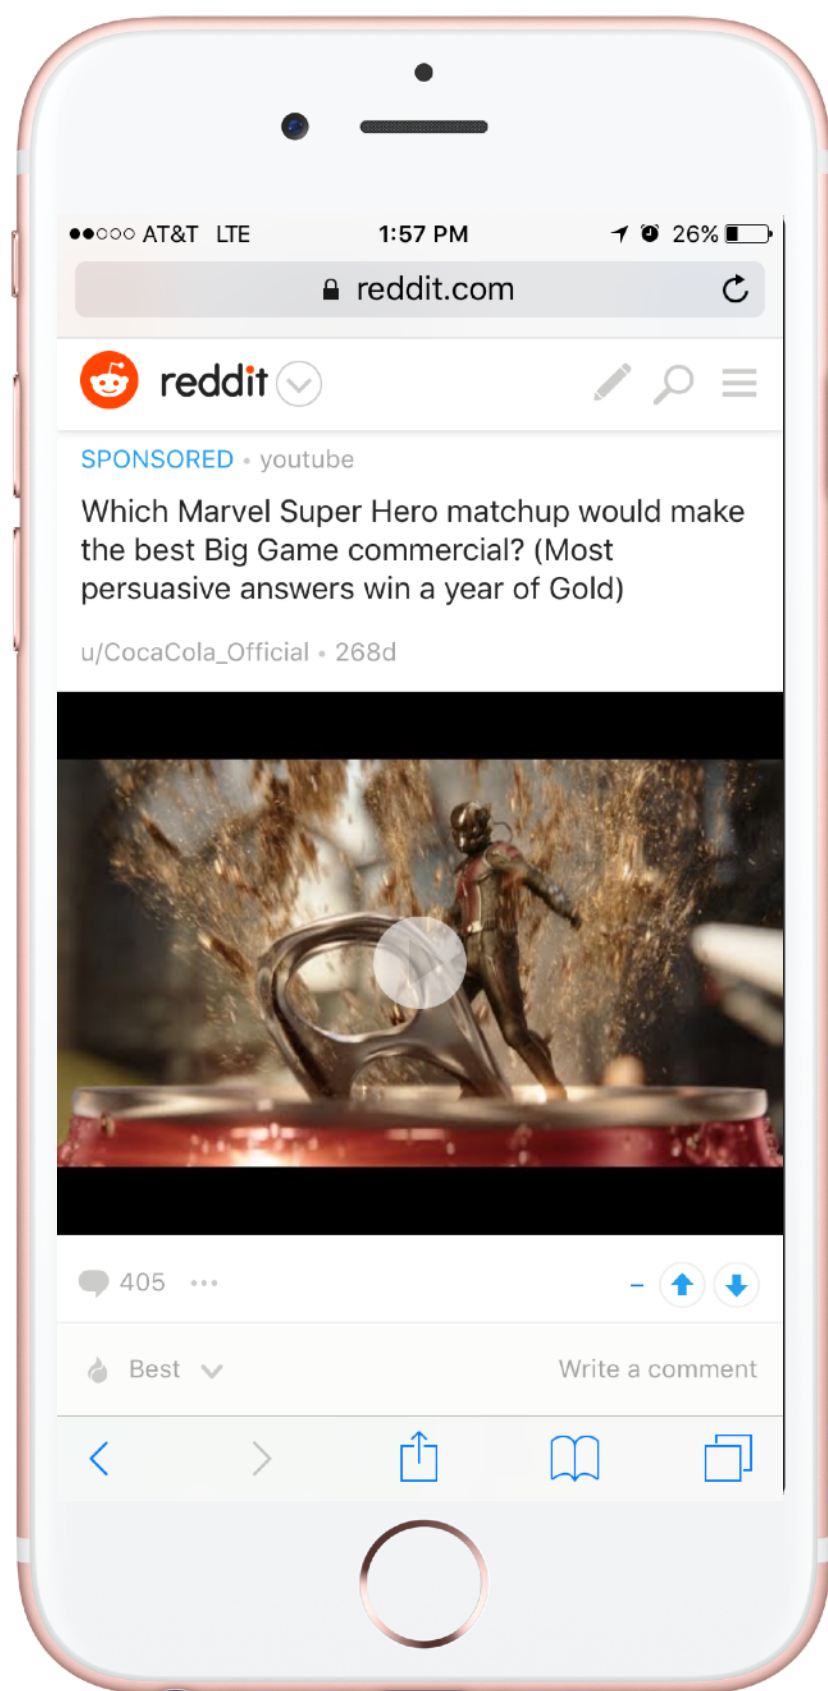 AT&T LTE 1:57 PM 26%
reddit.com
reddit
SPONSORED • youtube
Which Marvel Super Hero matchup would make
the best Big Game commercial? (Most
persuasive answers win a year of Gold)
u/CocaCola_Official • 268d
405 •••
Best
Write a comment